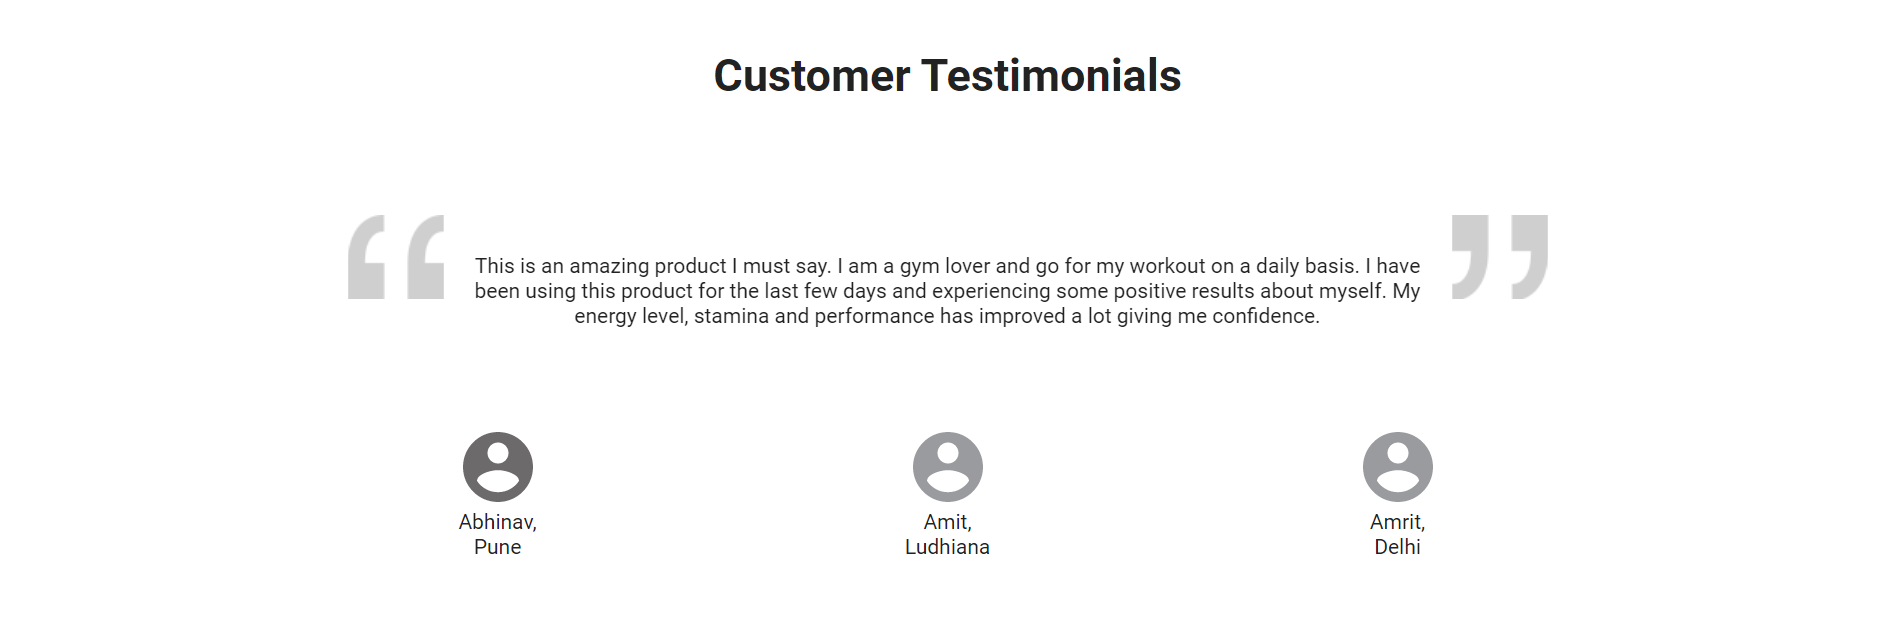 Customer Testimonials
This is an amazing product I must say. I am a gym lover and go for my workout on a daily basis. I have
been using this product for the last few days and experiencing some positive results about myself. My
energy level, stamina and performance has improved a lot giving me confidence.
Abhinav,
Pune
Amit,
Ludhiana
Amrit,
Delhi